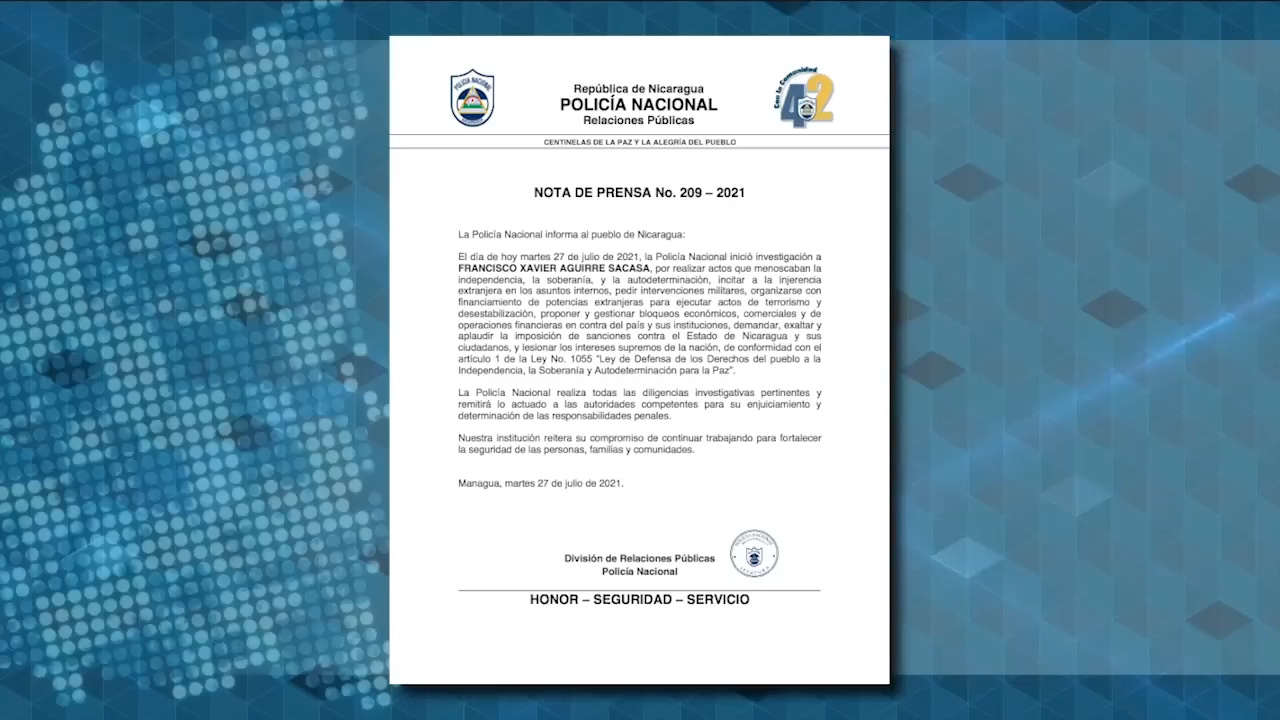 POLICIA NACIONAL
República de Nicaragua
POLICÍA NACIONAL
Relaciones Públicas
Con la Comunidad
42
CENTINELAS DE LA PAZ Y LA ALEGRÍA DEL PUEBLO
NOTA DE PRENSA No. 209 – 2021
La Policía Nacional informa al pueblo de Nicaragua:
El día de hoy martes 27 de julio de 2021, la Policía Nacional inició investigación a
FRANCISCO XAVIER AGUIRRE SACASA, por realizar actos que menoscaban la
independencia, la soberanía, y la autodeterminación, incitar a la injerencia
extranjera en los asuntos internos, pedir intervenciones militares, organizarse con
financiamiento de potencias extranjeras para ejecutar actos de terrorismo y
desestabilización, proponer y gestionar bloqueos económicos, comerciales y de
operaciones financieras en contra del país y sus instituciones, demandar, exaltar y
aplaudir la imposición de sanciones contra el Estado de Nicaragua y sus
ciudadanos, y lesionar los intereses supremos de la nación, de conformidad con el
artículo 1 de la Ley No. 1055 "Ley de Defensa de los Derechos del pueblo a la
Independencia, la Soberanía y Autodeterminación para la Paz".
La Policía Nacional realiza todas las diligencias investigativas pertinentes y
remitirá lo actuado a las autoridades competentes para su enjuiciamiento y
determinación de las responsabilidades penales.
Nuestra institución reitera su compromiso de continuar trabajando para fortalecer
la seguridad de las personas, familias y comunidades.
Managua, martes 27 de julio de 2021.
División de Relaciones Públicas
Policía Nacional
HONOR – SEGURIDAD – SERVICIO